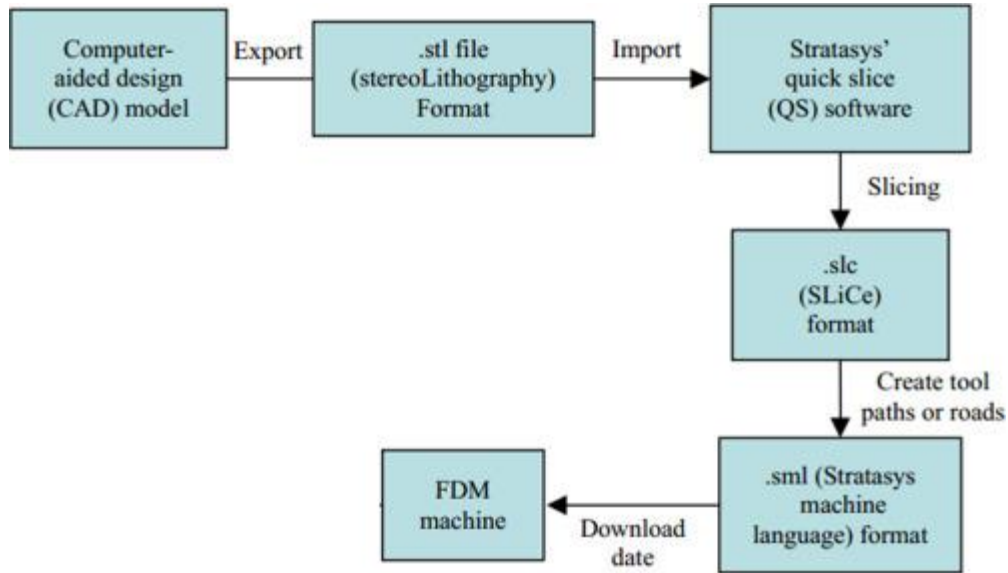 Computer-
aided design
(CAD) model
Export
.stl file
(stereoLithography)
Format
Import
Stratasys’
quick slice
(QS) software
Slicing
.slc
(SLiCe)
format
Create tool
paths or roads
.sml (Stratasys
machine
language) format
Download
date
FDM
machine